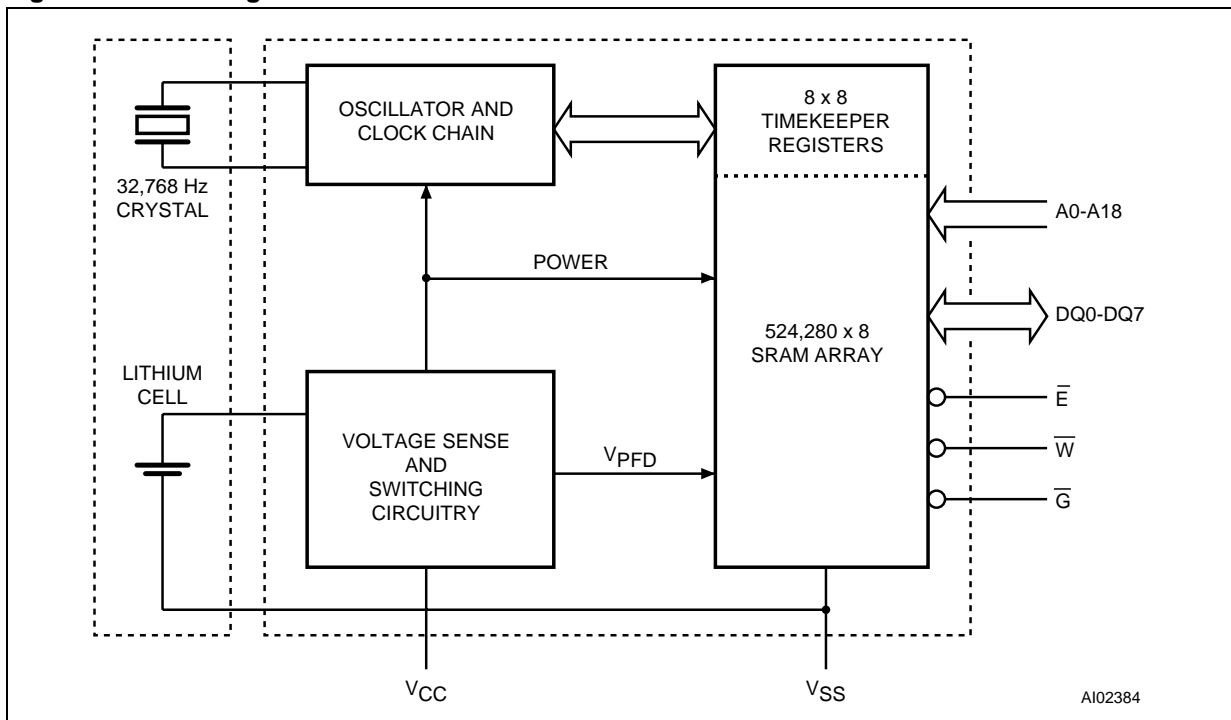 OSCILLATOR AND
CLOCK CHAIN
8 x 8
TIMEKEEPER
REGISTERS
32,768 Hz
CRYSTAL
A0-A18
POWER
DQ0-DQ7
524,280 x 8
SRAM ARRAY
LITHIUM
CELL
E̅
VOLTAGE SENSE
AND
SWITCHING
CIRCUITRY
VPFD
W̅
G̅
VCC
VSS
AI02384